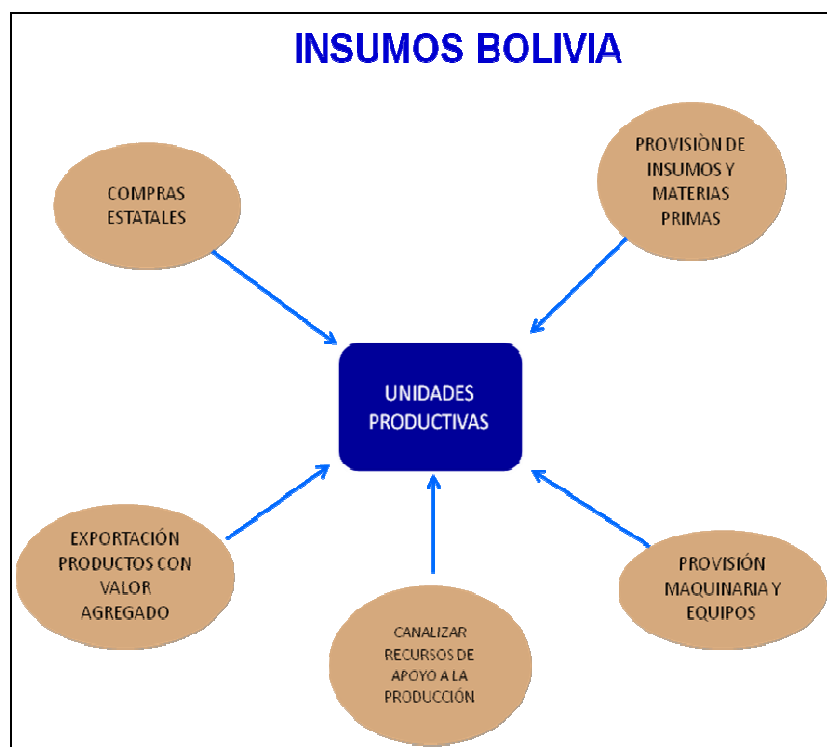 INSUMOS BOLIVIA
COMPRAS
ESTATALES
PROVISIÒN DE
INSUMOS Y
MATERIAS
PRIMAS
UNIDADES
PRODUCTIVAS
EXPORTACIÓN
PRODUCTOS CON
VALOR
AGREGADO
CANALIZAR
RECURSOS DE
APOYO A LA
PRODUCCIÓN
PROVISIÓN
MAQUINARIA Y
EQUIPOS